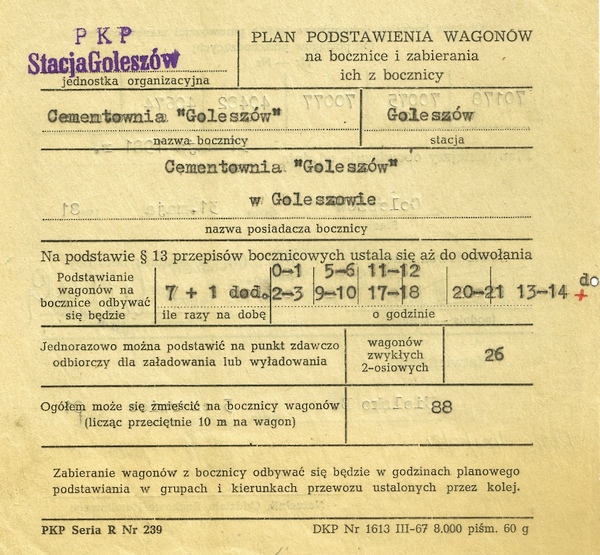 PKP
Stacja Goleszów
jednostka organizacyjna
PLAN PODSTAWIENIA WAGONÓW
na bocznice i zabierania
ich z bocznicy
Cementownia "Goleszów"
nazwa bocznicy
Goleszów
stacja
Cementownia "Goleszów"
w Goleszowie
nazwa posiadacza bocznicy
Na podstawie § 13 przepisów bocznicowych ustala się aż do odwołania
Podstawianie
wagonów na
bocznice odbywać
się będzie
7 + 1 dod.
ile razy na dobę
0-1 5-6 11-12
do
2-3 9-10 17-18 20-21 13-14 +
o godzinie
Jednorazowo można podstawić na punkt zdawczo
odbiorczy dla załadowania lub wyładowania
wagonów
zwykłych
2-osiowych
26
Ogółem może się zmieścić na bocznicy wagonów
(licząc przeciętnie 10 m na wagon)
88
Zabieranie wagonów z bocznicy odbywać się będzie w godzinach planowego
podstawiania w grupach i kierunkach przewozu ustalonych przez kolej.
PKP Seria R Nr 239
DKP Nr 1613 III-67 8.000 piśm. 60 g